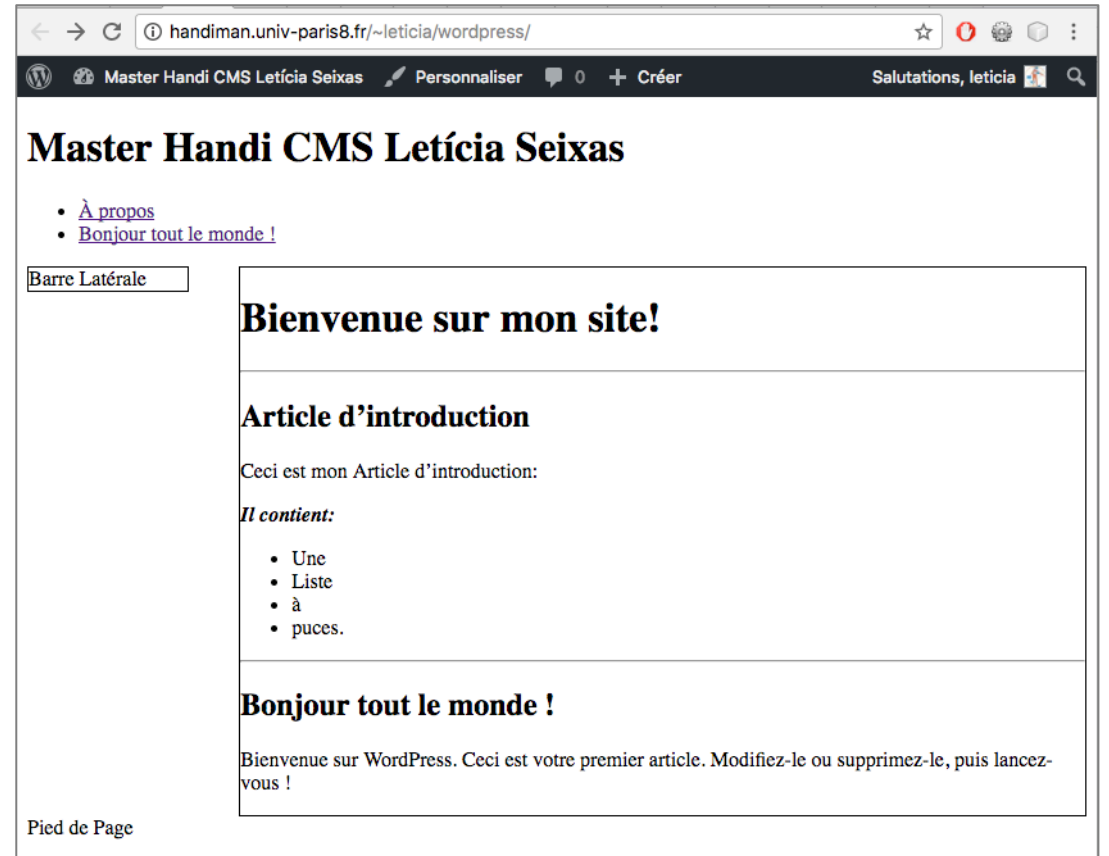 handiman.univ-paris8.fr/~leticia/wordpress/
Master Handi CMS Letícia Seixas Personnaliser 0 + Créer Salutations, leticia
Master Handi CMS Letícia Seixas
• À propos
• Bonjour tout le monde !
Barre Latérale
Bienvenue sur mon site!
Article d’introduction
Ceci est mon Article d’introduction:
Il contient:
• Une
• Liste
• à
• puces.
Bonjour tout le monde !
Bienvenue sur WordPress. Ceci est votre premier article. Modifiez-le ou supprimez-le, puis lancez-
vous !
Pied de Page